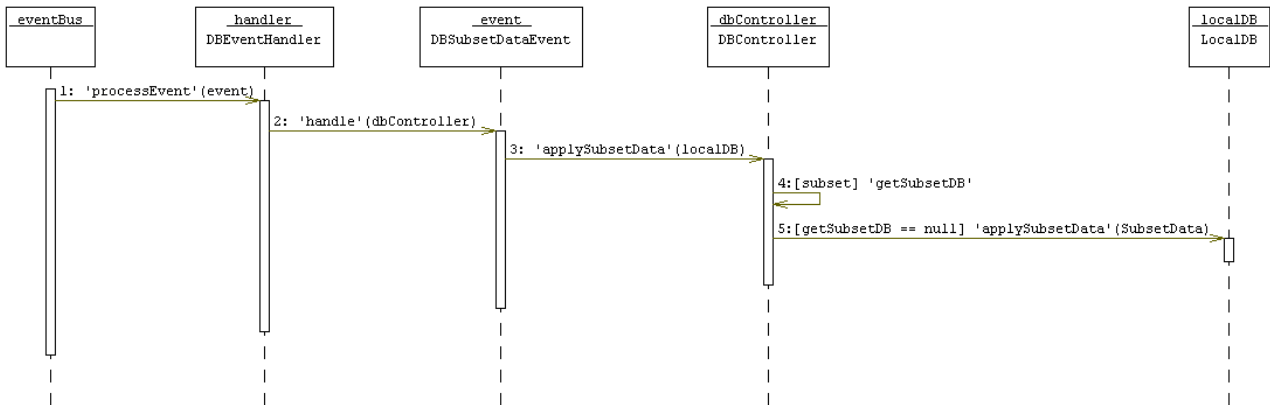 eventBus
handler
DBEventHandler
event
DBSubsetDataEvent
dbController
DBController
localDB
LocalDB
1: 'processEvent'(event)
2: 'handle'(dbController)
3: 'applySubsetData'(localDB)
4:[subset] 'getSubsetDB'
5:[getSubsetDB == null] 'applySubsetData'(SubsetData)